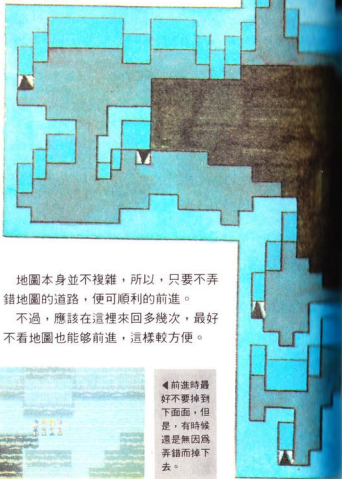 地圖本身並不複雜，所以，只要不弄
錯地圖的道路，便可順利的前進。
不過，應該在這裡來回多幾次，最好
不看地圖也能够前進，這樣較方便。
◀前進時最
好不要掉到
下面面，但
是，有時候
還是無因為
弄錯而掉下
去。